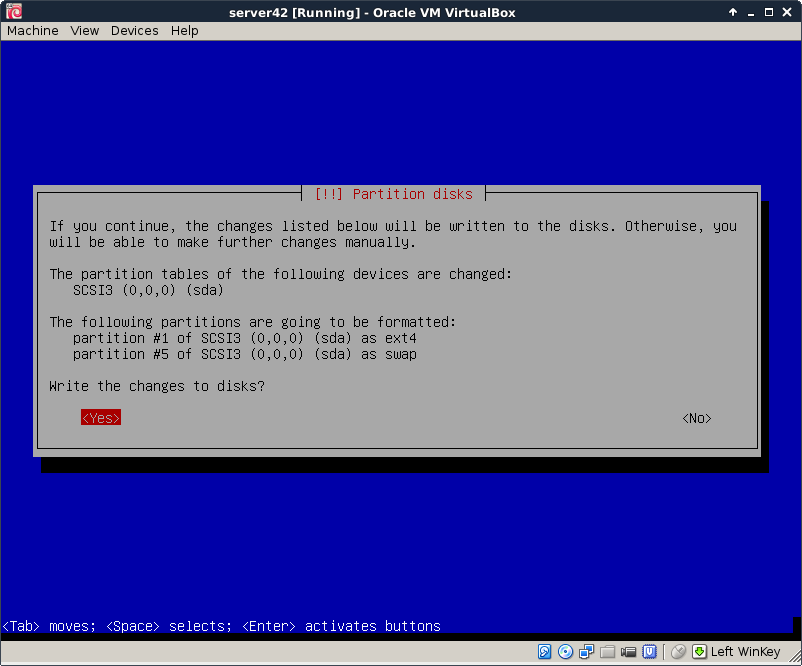 server42 [Running] - Oracle VM VirtualBox
Machine View Devices Help
[!!] Partition disks
If you continue, the changes listed below will be written to the disks. Otherwise, you
will be able to make further changes manually.
The partition tables of the following devices are changed:
SCSI3 (0,0,0) (sda)
The following partitions are going to be formatted:
partition #1 of SCSI3 (0,0,0) (sda) as ext4
partition #5 of SCSI3 (0,0,0) (sda) as swap
Write the changes to disks?
<Yes> <No>
<Tab> moves; <Space> selects; <Enter> activates buttons
Left WinKey